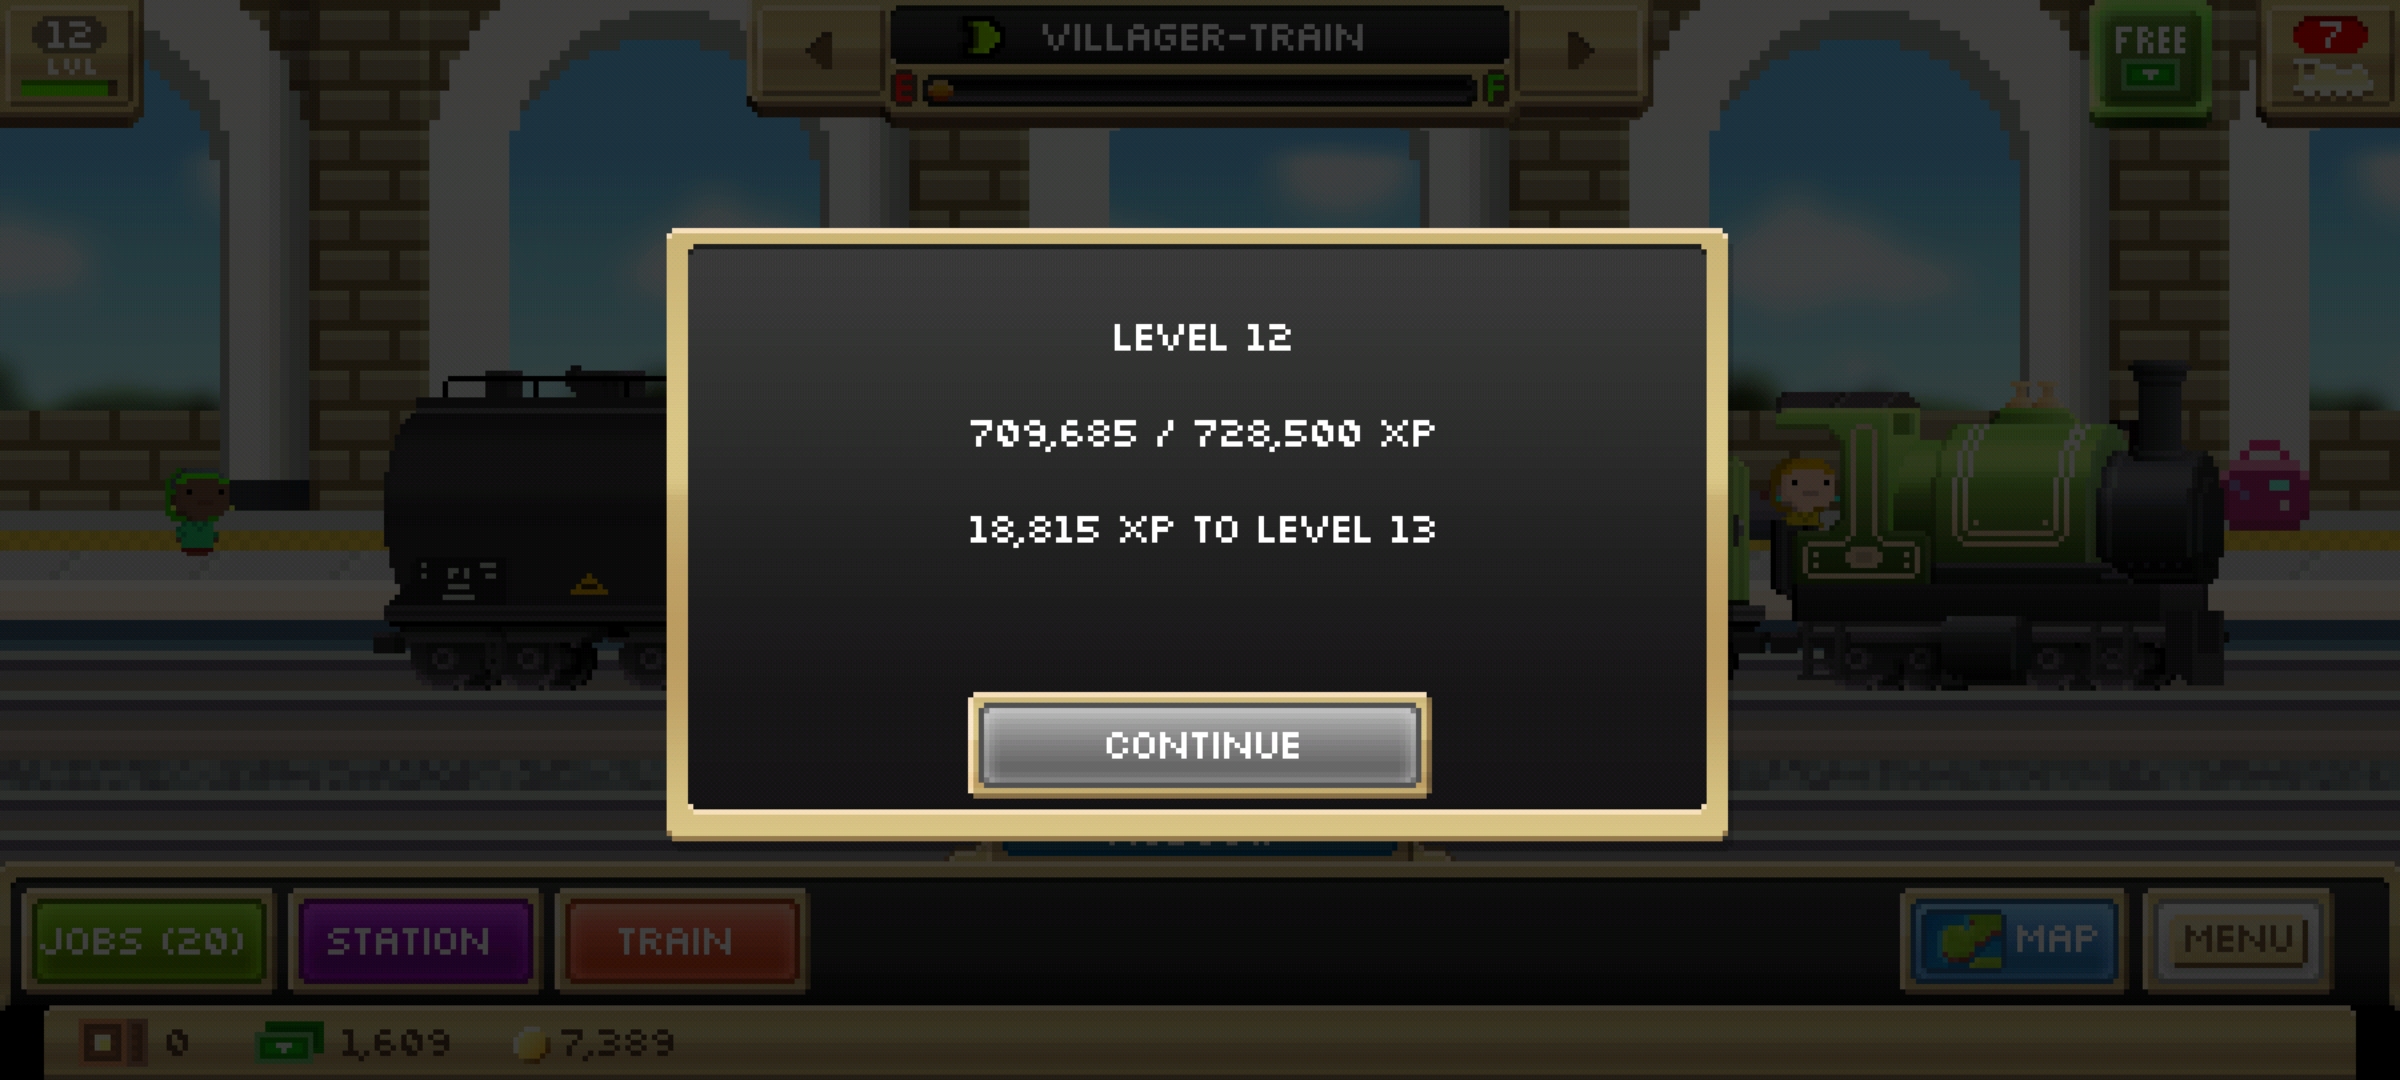 12
LVL
VILLAGER-TRAIN
E F
FREE
7
LEVEL 12
709,685 / 728,500 XP
18,815 XP TO LEVEL 13
CONTINUE
JOBS (20)
STATION
TRAIN
MAP
MENU
0
1,609
7,389